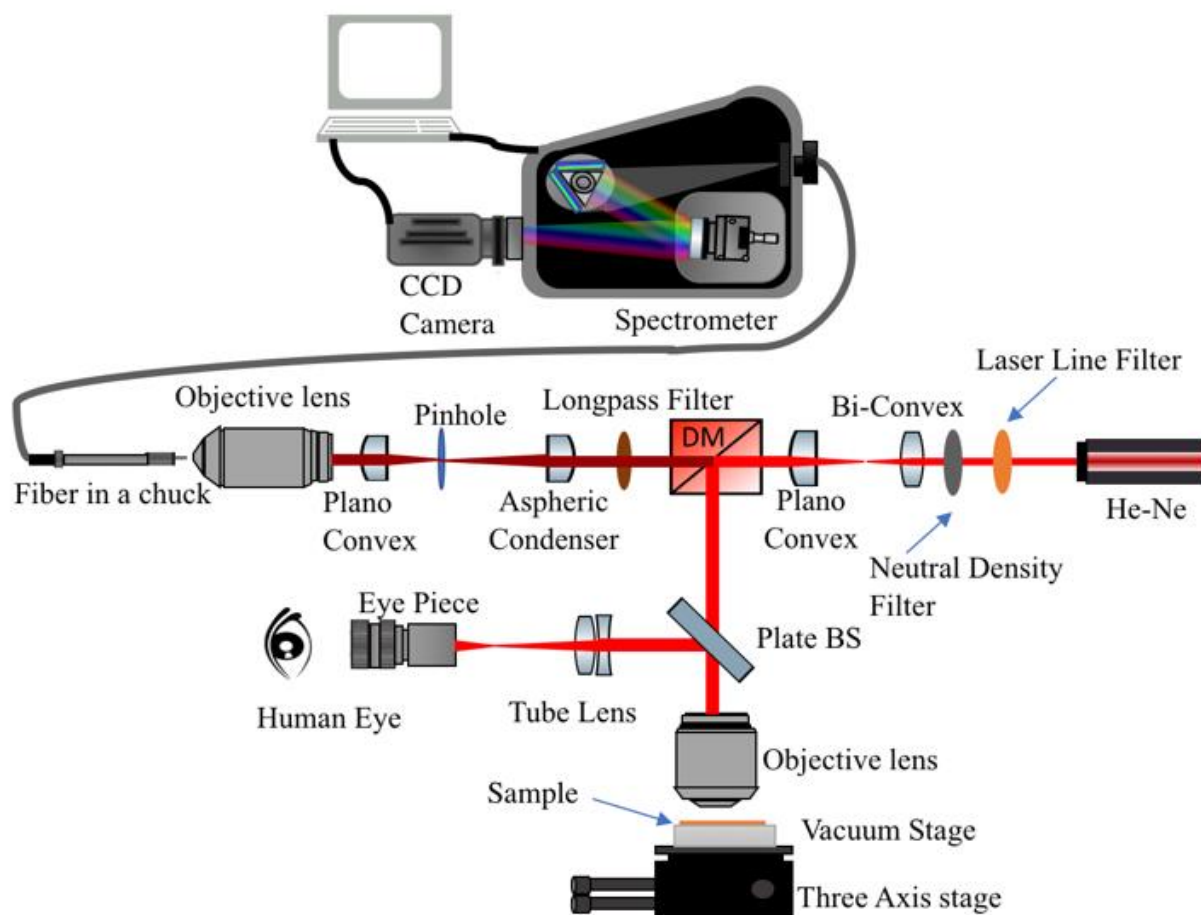 CCD
Camera
Spectrometer
Laser Line Filter
Objective lens
Pinhole
Longpass Filter
Bi-Convex
DM
Fiber in a chuck
Plano
Convex
Aspheric
Condenser
Plano
Convex
He-Ne
Neutral Density
Filter
Eye Piece
Plate BS
Human Eye
Tube Lens
Objective lens
Sample
Vacuum Stage
Three Axis stage